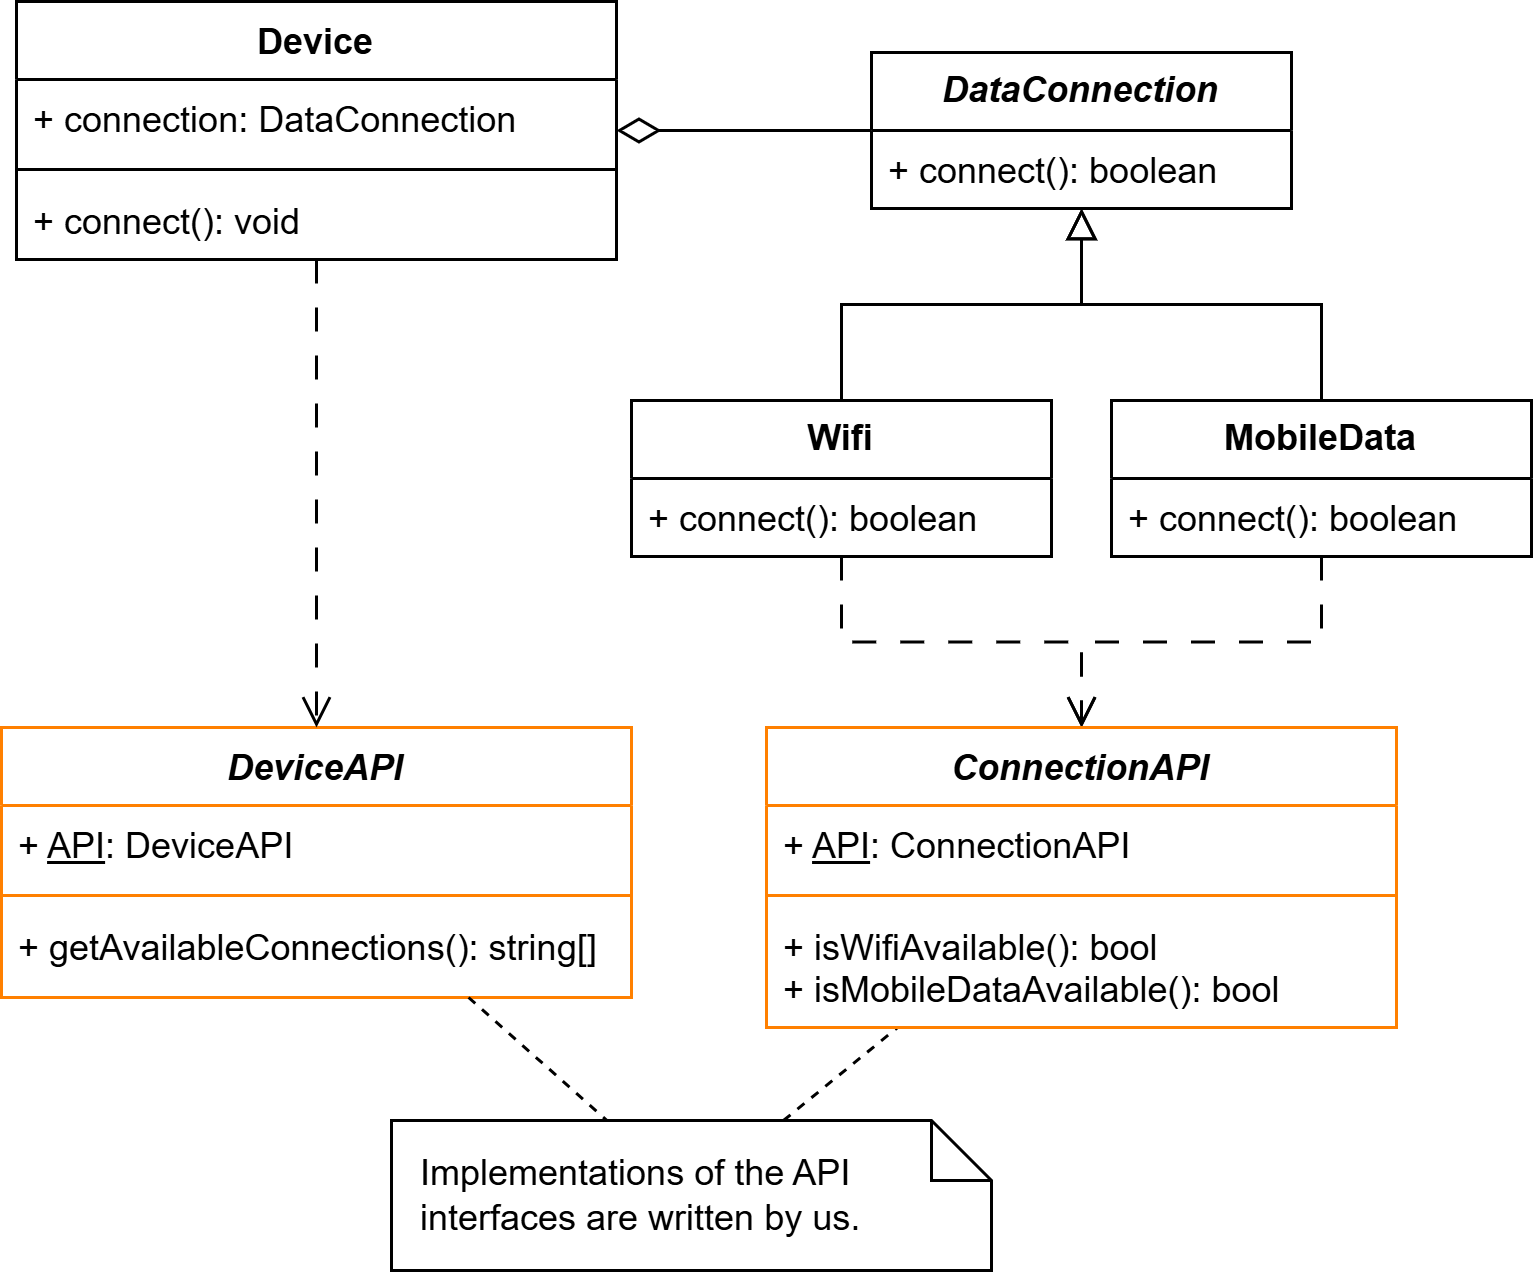 Device
+ connection: DataConnection
+ connect(): void
DataConnection
+ connect(): boolean
Wifi
+ connect(): boolean
MobileData
+ connect(): boolean
DeviceAPI
+ API: DeviceAPI
+ getAvailableConnections(): string[]
ConnectionAPI
+ API: ConnectionAPI
+ isWifiAvailable(): bool
+ isMobileDataAvailable(): bool
Implementations of the API
interfaces are written by us.